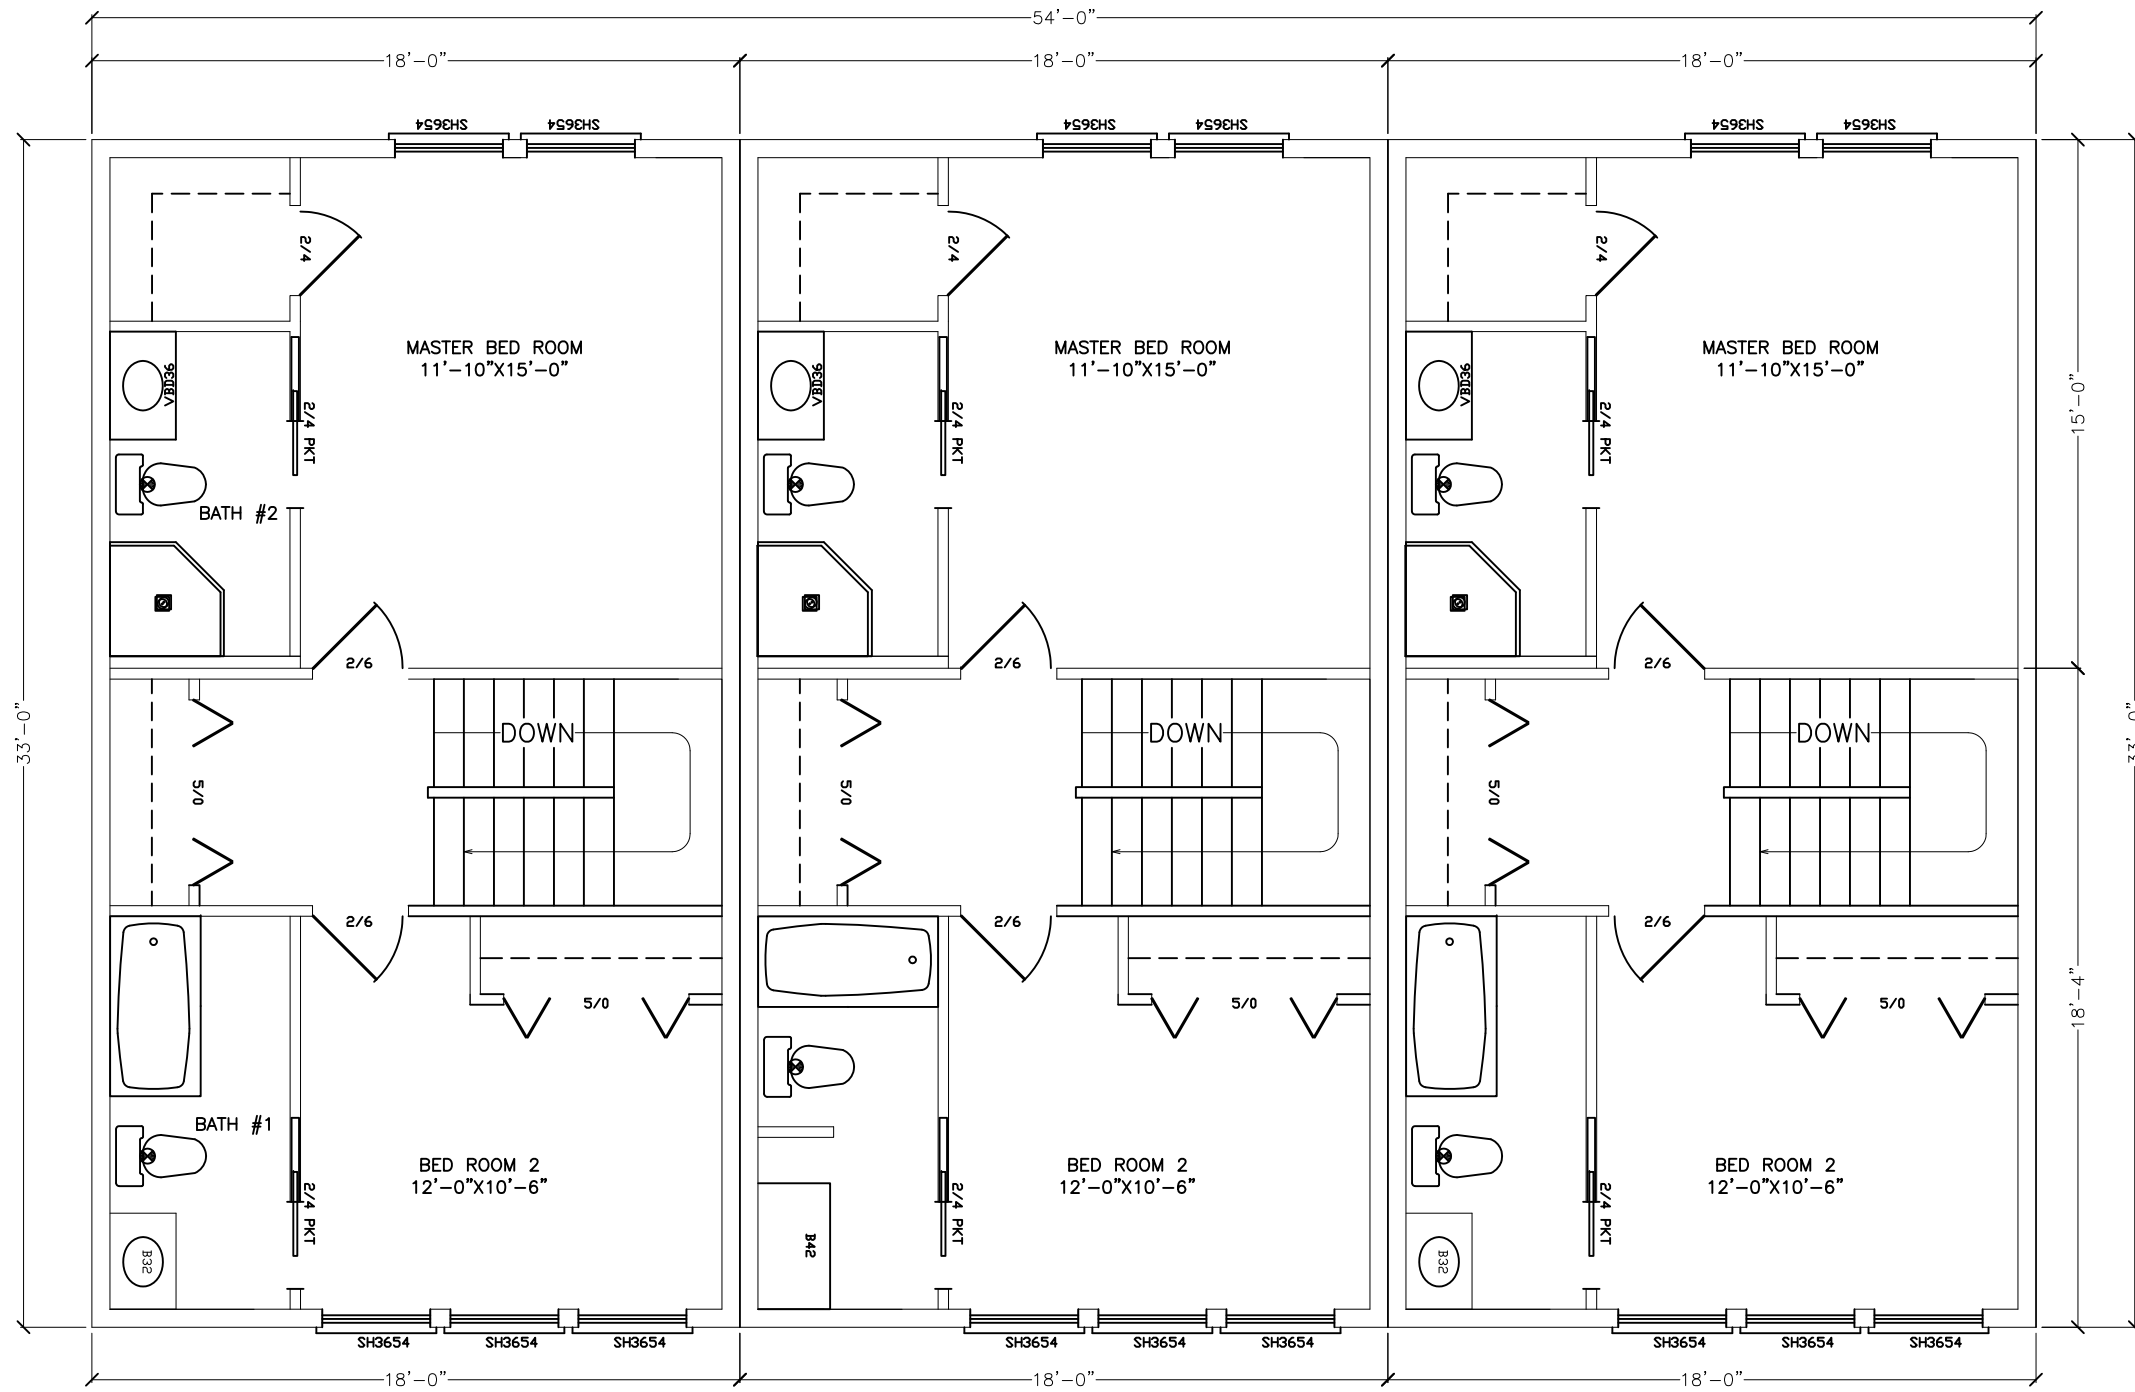 54'-0"
18'-0"
18'-0"
18'-0"
SH3654
SH3654
SH3654
SH3654
SH3654
SH3654
2/4
2/4
2/4
MASTER BED ROOM
11'-10"X15'-0"
MASTER BED ROOM
11'-10"X15'-0"
MASTER BED ROOM
11'-10"X15'-0"
VBD36
VBD36
VBD36
2/4 PKT
2/4 PKT
2/4 PKT
15'-0"
BATH #2
2/6
2/6
2/6
33'-0"
DOWN
DOWN
DOWN
33'-0"
5/0
5/0
5/0
2/6
2/6
2/6
5/0
5/0
5/0
18'-4"
BATH #1
BED ROOM 2
12'-0"X10'-6"
BED ROOM 2
12'-0"X10'-6"
BED ROOM 2
12'-0"X10'-6"
2/4 PKT
2/4 PKT
2/4 PKT
B32
B42
B32
SH3654
SH3654
SH3654
SH3654
SH3654
SH3654
SH3654
SH3654
SH3654
18'-0"
18'-0"
18'-0"